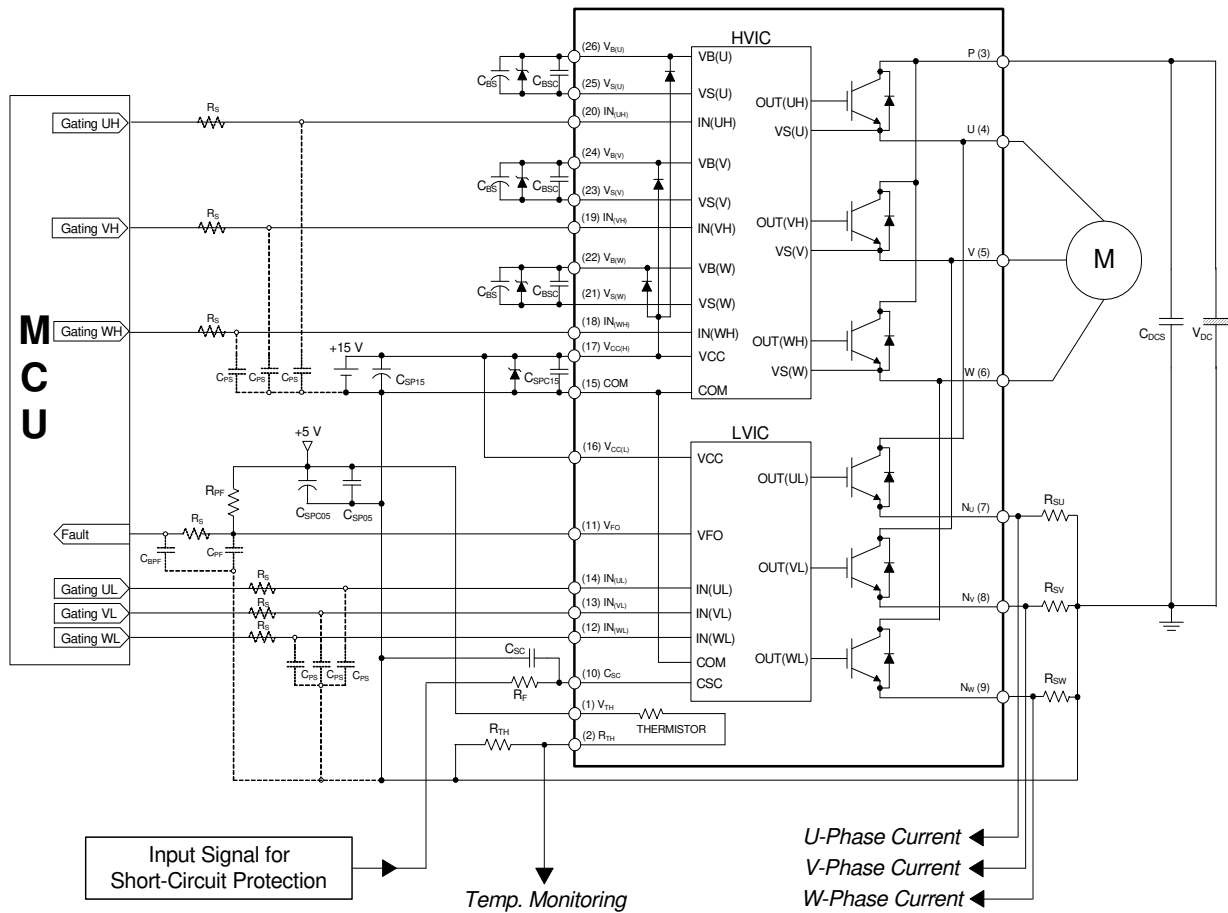 HVIC
(26) VB(U)
VB(U)
P (3)
CBS
CBSC
(25) VS(U)
VS(U)
OUT(UH)
Gating UH
RS
(20) IN(UH)
IN(UH)
VS(U)
U (4)
(24) VB(V)
VB(V)
CBS
CBSC
(23) VS(V)
VS(V)
Gating VH
RS
(19) IN(VH)
IN(VH)
OUT(VH)
VS(V)
V (5)
M
(22) VB(W)
VB(W)
CBS
CBSC
(21) VS(W)
VS(W)
MCU
Gating WH
RS
(18) IN(WH)
IN(WH)
OUT(WH)
CDCS
VDC
+15 V
(17) VCC(H)
VCC
CPS
CPS
CPS
CSP15
CSPC15
VS(W)
W (6)
(15) COM
COM
+5 V
LVIC
(16) VCC(L)
VCC
OUT(UL)
RPF
CSPC05
CSP05
NU (7)
RSU
Fault
RS
(11) VFO
VFO
CBPF
CPF
OUT(VL)
Gating UL
RS
(14) IN(UL)
IN(UL)
Gating VL
RS
(13) IN(VL)
IN(VL)
NV (8)
RSV
Gating WL
RS
(12) IN(WL)
IN(WL)
CSC
COM
OUT(WL)
CPS
CPS
CPS
RF
(10) CSC
CSC
NW (9)
RSW
(1) VTH
THERMISTOR
RTH
(2) RTH
Input Signal for
Short-Circuit Protection
Temp. Monitoring
U-Phase Current
V-Phase Current
W-Phase Current